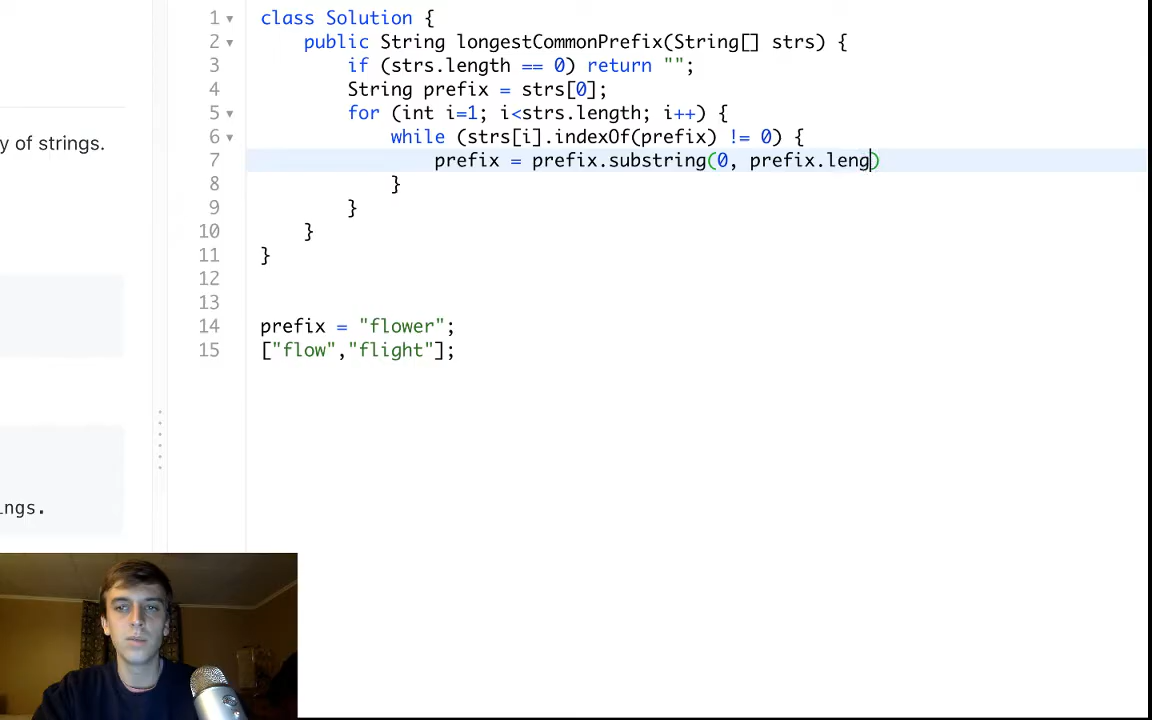 1 class Solution {
2 public String longestCommonPrefix(String[] strs) {
3 if (strs.length == 0) return "";
4 String prefix = strs[0];
5 for (int i=1; i<strs.length; i++) {
6 while (strs[i].indexOf(prefix) != 0) {
y of strings.
7 prefix = prefix.substring(0, prefix.leng)
8 }
9 }
10 }
11 }
12
13
14 prefix = "flower";
15 ["flow","flight"];
ings.